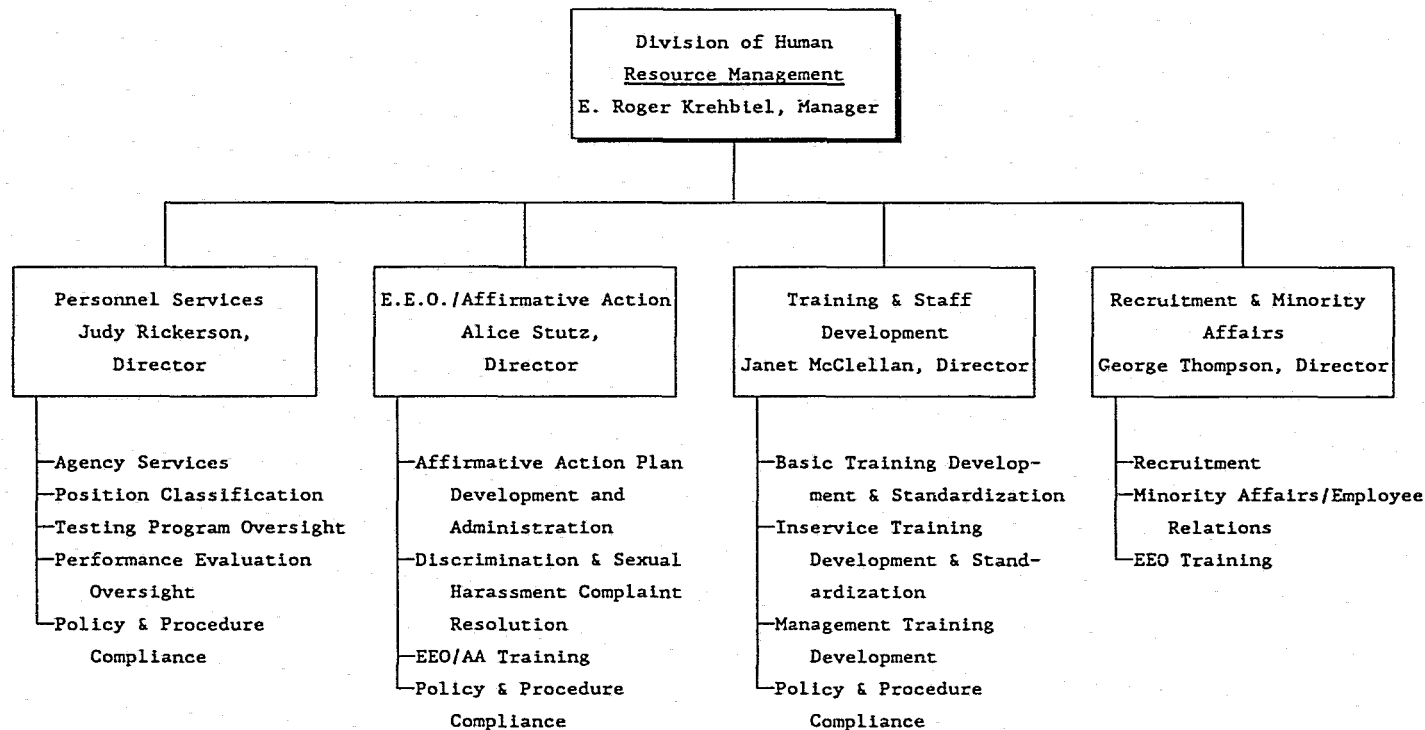 Division of Human
Resource Management
E. Roger Krehbiel, Manager
Personnel Services
Judy Rickerson,
Director
E.E.O./Affirmative Action
Alice Stutz,
Director
Training & Staff
Development
Janet McClellan, Director
Recruitment & Minority
Affairs
George Thompson, Director
Agency Services
Position Classification
Testing Program Oversight
Performance Evaluation
Oversight
Policy & Procedure
Compliance
Affirmative Action Plan
Development and
Administration
Discrimination & Sexual
Harassment Complaint
Resolution
EEO/AA Training
Policy & Procedure
Compliance
Basic Training Develop-
ment & Standardization
Inservice Training
Development & Stand-
ardization
Management Training
Development
Policy & Procedure
Compliance
Recruitment
Minority Affairs/Employee
Relations
EEO Training